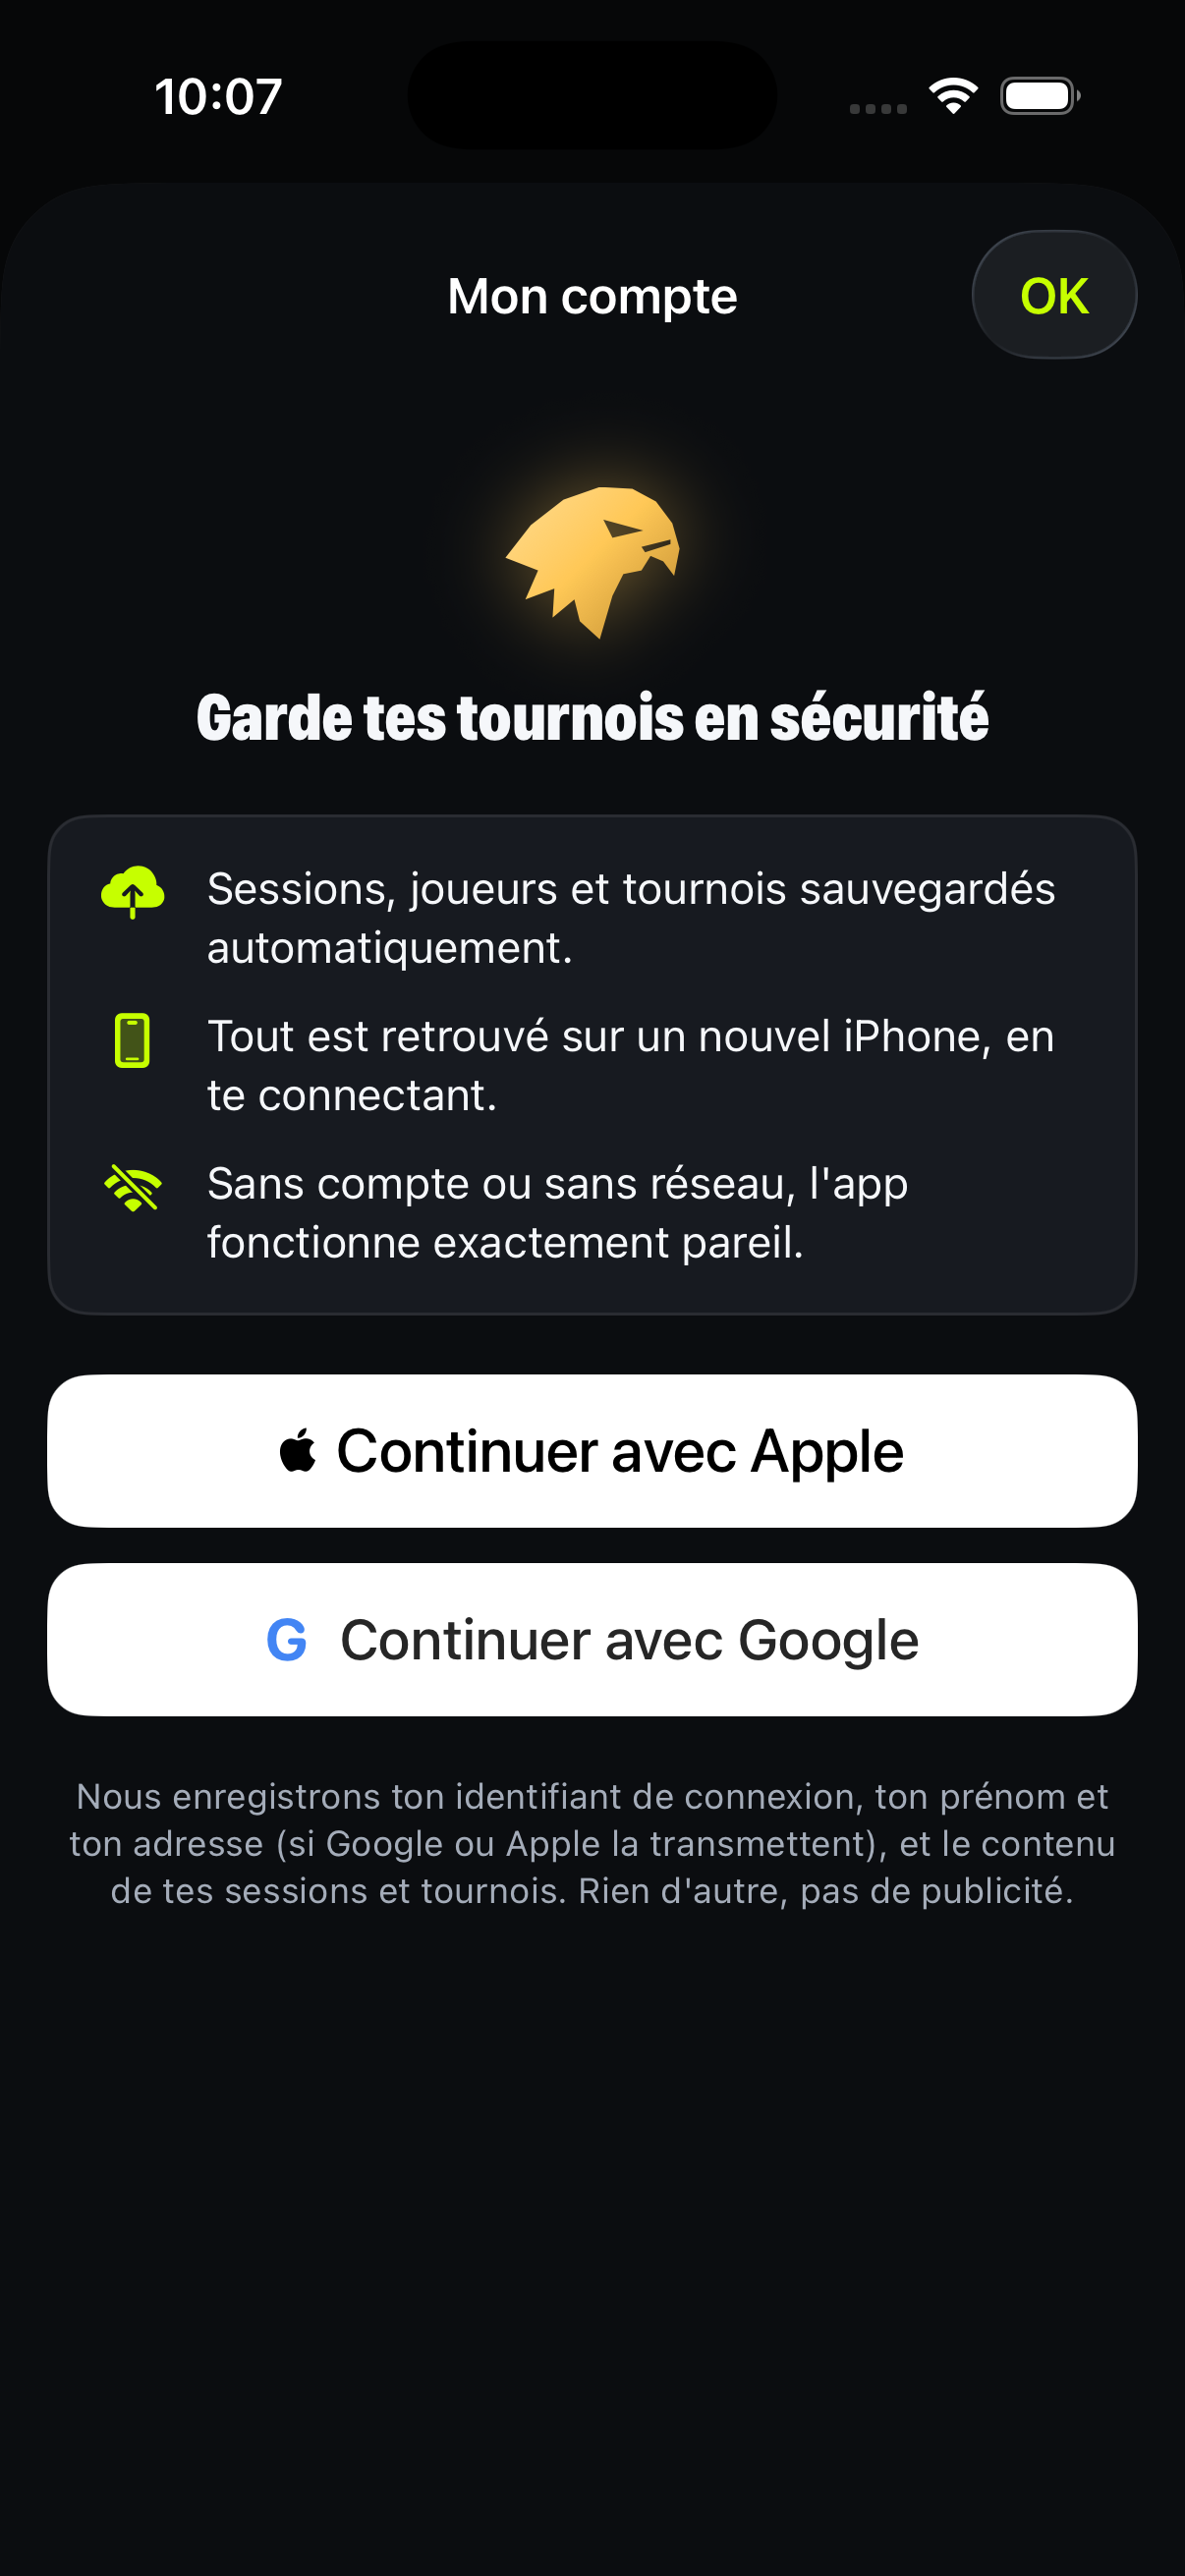 10:07
Mon compte
OK
Garde tes tournois en sécurité
Sessions, joueurs et tournois sauvegardés
automatiquement.
Tout est retrouvé sur un nouvel iPhone, en
te connectant.
Sans compte ou sans réseau, l'app
fonctionne exactement pareil.
Continuer avec Apple
G Continuer avec Google
Nous enregistrons ton identifiant de connexion, ton prénom et
ton adresse (si Google ou Apple la transmettent), et le contenu
de tes sessions et tournois. Rien d'autre, pas de publicité.